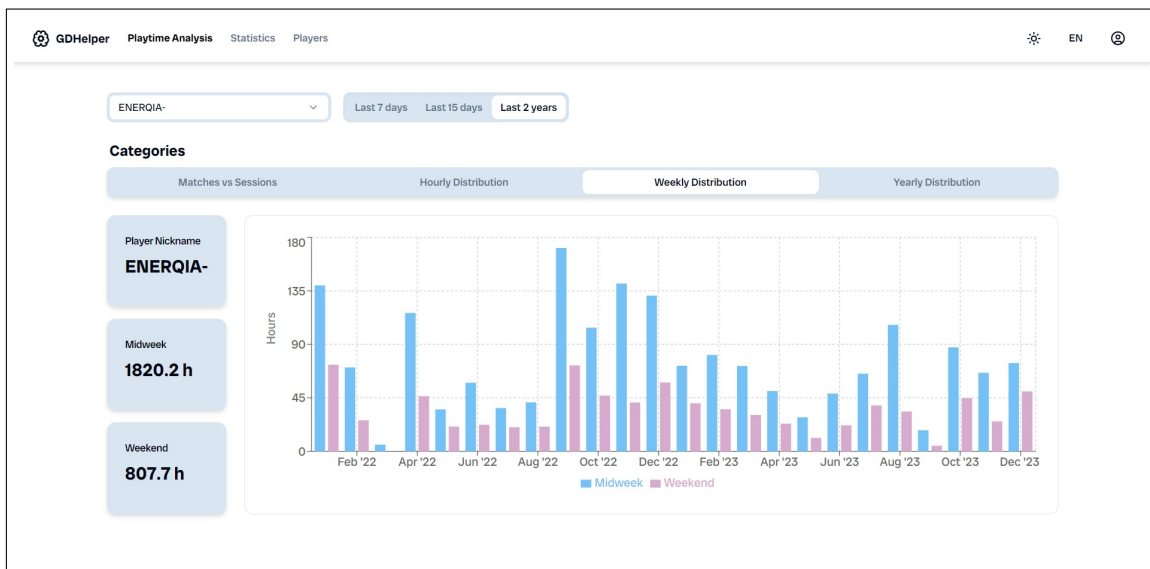 GDHelper Playtime Analysis Statistics Players EN
ENERQIA- Last 7 days Last 15 days Last 2 years
Categories
Matches vs Sessions Hourly Distribution Weekly Distribution Yearly Distribution
Player Nickname
ENERQIA-
Midweek
1820.2 h
Weekend
807.7 h
Hours
180
135
90
45
0
Feb '22 Apr '22 Jun '22 Aug '22 Oct '22 Dec '22 Feb '23 Apr '23 Jun '23 Aug '23 Oct '23 Dec '23
Midweek Weekend